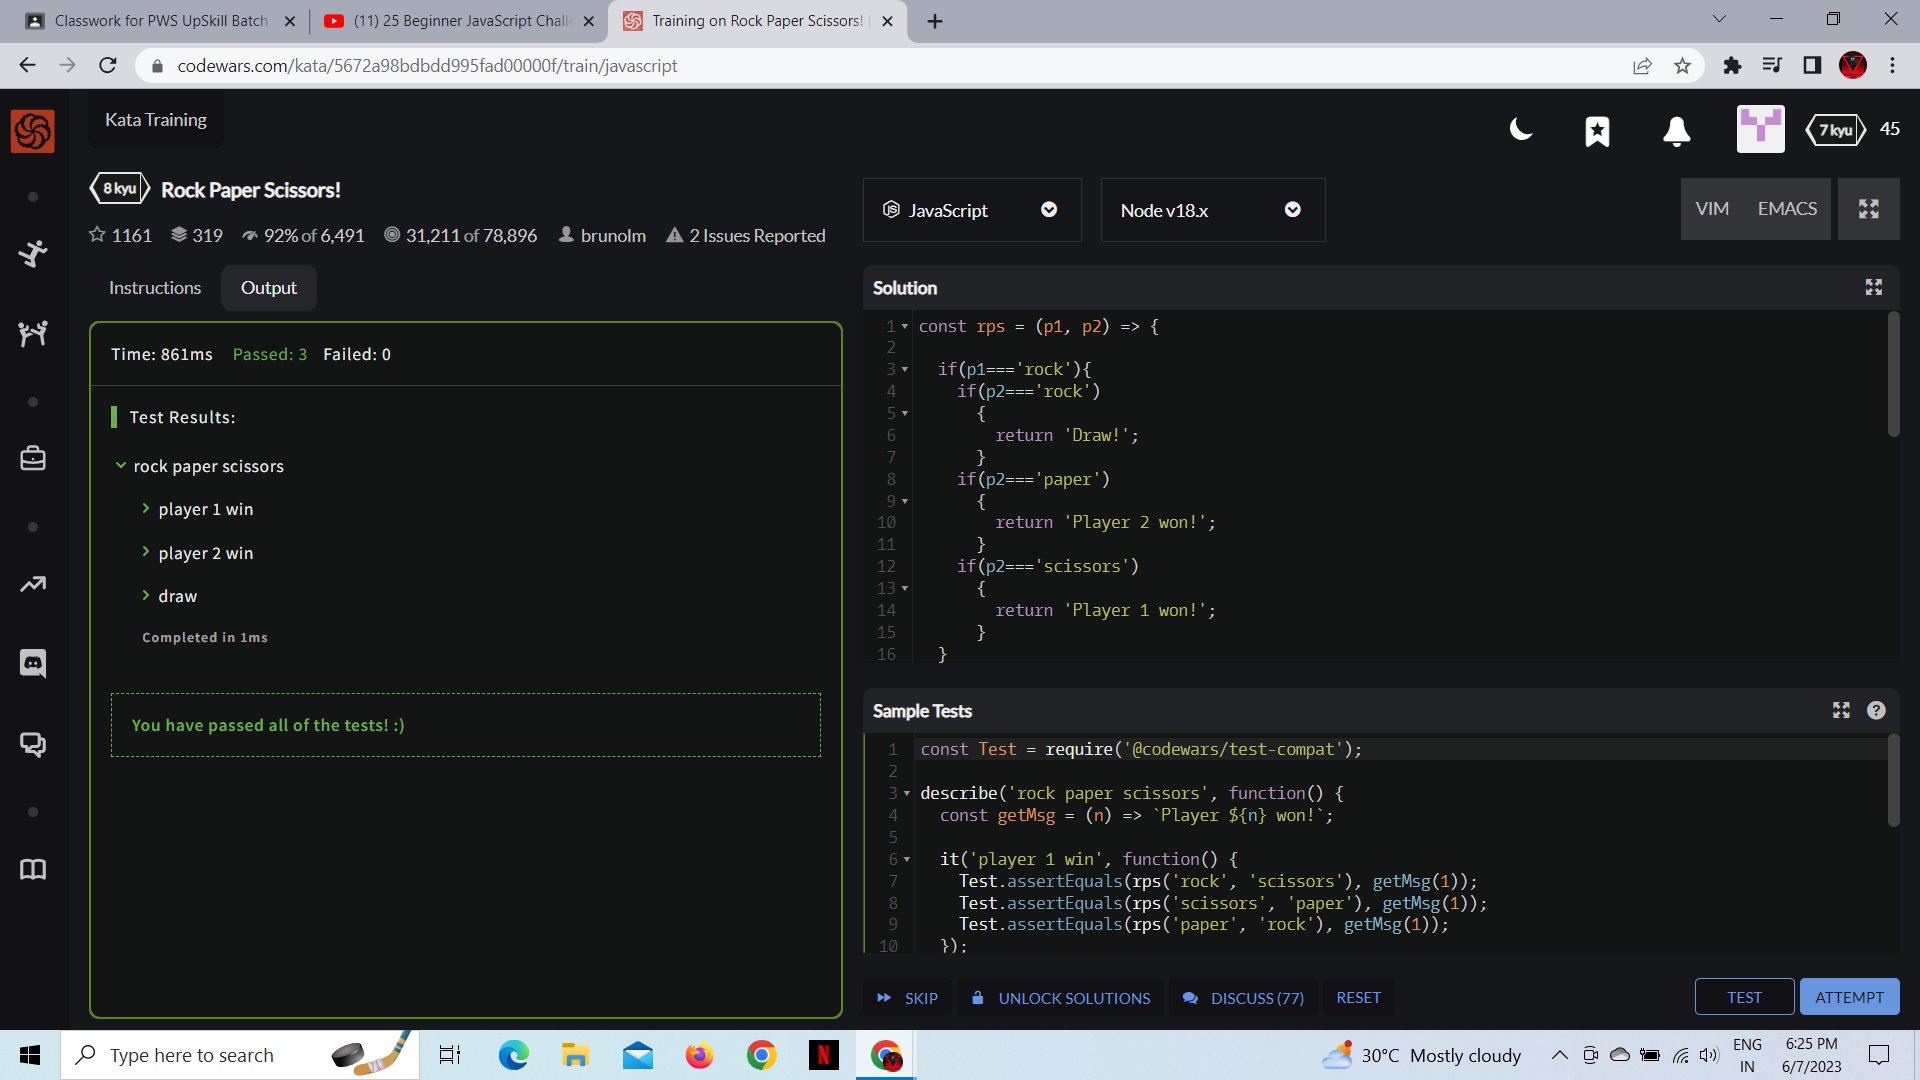 Classwork for PWS UpSkill Batch
(11) 25 Beginner JavaScript Chall
Training on Rock Paper Scissors! |
codewars.com/kata/5672a98bdbdd995fad00000f/train/javascript
Kata Training
7 kyu
45
8 kyu
Rock Paper Scissors!
1161
319
92% of 6,491
31,211 of 78,896
brunolm
2 Issues Reported
JavaScript
Node v18.x
VIM
EMACS
Instructions
Output
Time: 861ms Passed: 3 Failed: 0
Test Results:
rock paper scissors
player 1 win
player 2 win
draw
Completed in 1ms
You have passed all of the tests! :)
Solution
1 const rps = (p1, p2) => {
2
3 if(p1==='rock'){
4 if(p2==='rock')
5 {
6 return 'Draw!';
7 }
8 if(p2==='paper')
9 {
10 return 'Player 2 won!';
11 }
12 if(p2==='scissors')
13 {
14 return 'Player 1 won!';
15 }
16 }
Sample Tests
1 const Test = require('@codewars/test-compat');
2
3 describe('rock paper scissors', function() {
4 const getMsg = (n) => `Player ${n} won!`;
5
6 it('player 1 win', function() {
7 Test.assertEquals(rps('rock', 'scissors'), getMsg(1));
8 Test.assertEquals(rps('scissors', 'paper'), getMsg(1));
9 Test.assertEquals(rps('paper', 'rock'), getMsg(1));
10 });
SKIP
UNLOCK SOLUTIONS
DISCUSS (77)
RESET
TEST
ATTEMPT
Type here to search
N
30°C Mostly cloudy
ENG
IN
6:25 PM
6/7/2023